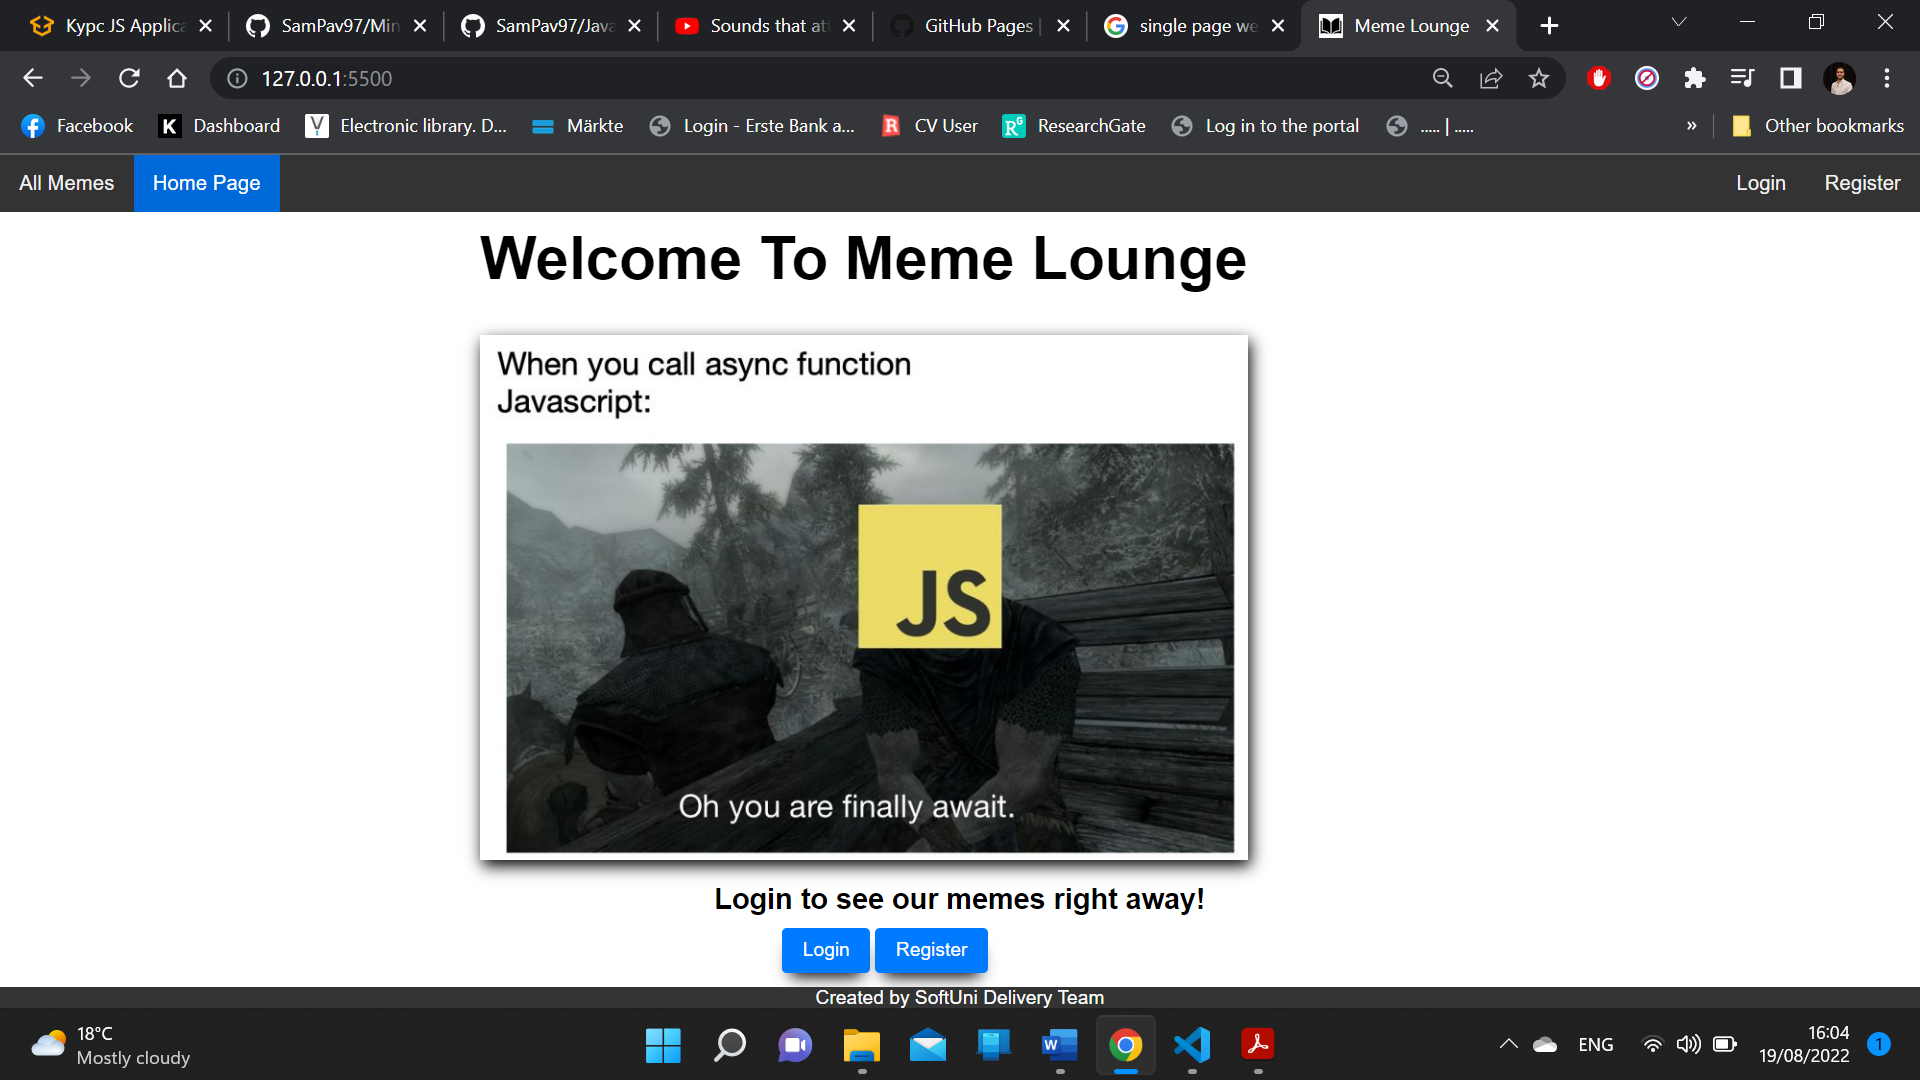 Курс JS Applica
SamPav97/Min
SamPav97/Java
Sounds that att
GitHub Pages |
single page we
Meme Lounge
127.0.0.1:5500
Facebook
K
Dashboard
Electronic library. D...
Märkte
Login - Erste Bank a...
R
CV User
RG
ResearchGate
Log in to the portal
..... | .....
»
Other bookmarks
All Memes
Home Page
Login
Register
Welcome To Meme Lounge
When you call async function
Javascript:
JS
Oh you are finally await.
Login to see our memes right away!
Login
Register
Created by SoftUni Delivery Team
18°C
Mostly cloudy
W
ENG
16:04
19/08/2022
1